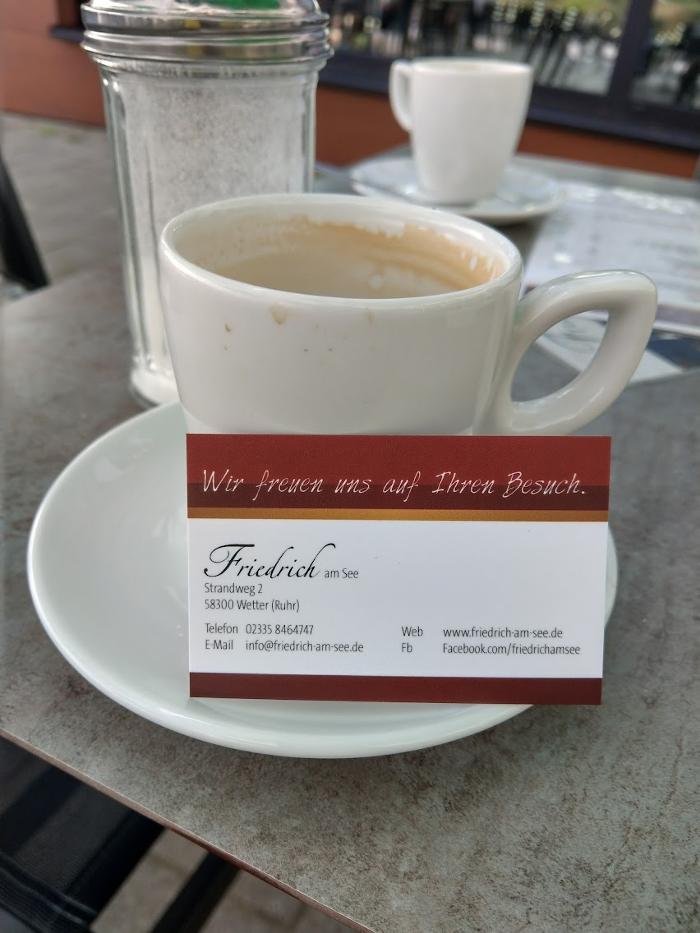 Wir freuen uns auf Ihren Besuch.
Friedrich am See
Strandweg 2
58300 Wetter (Ruhr)
Telefon 02335 8464747
E-Mail info@friedrich-am-see.de
Web www.friedrich-am-see.de
Fb Facebook.com/friedrichamsee